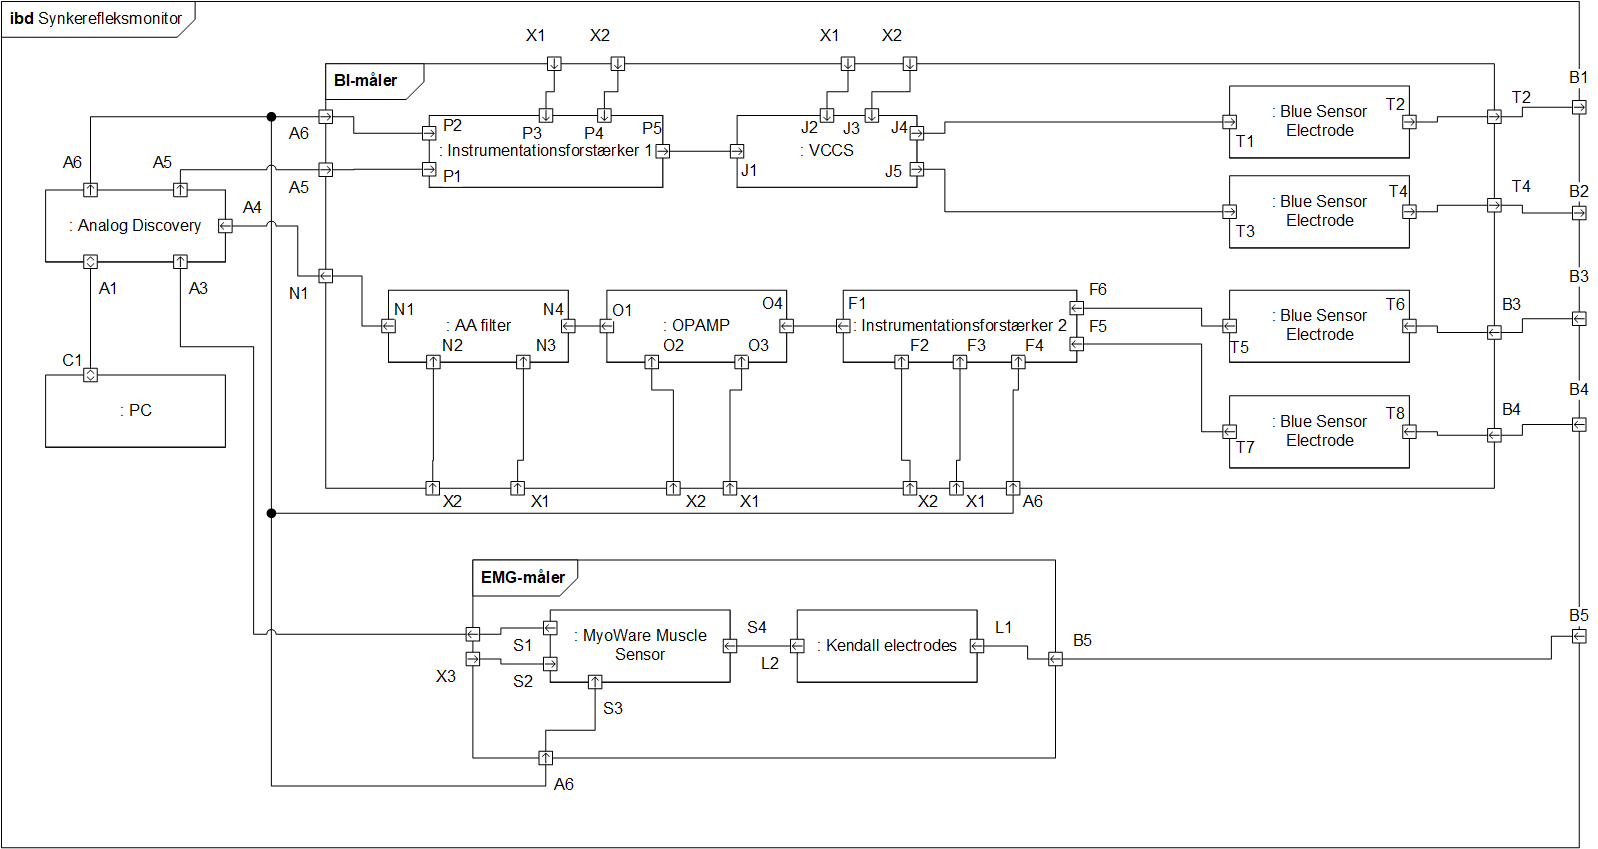 ibd Synkerefleksmonitor
X1
X2
X1
X2
BI-måler
B1
A6
P2
P3
P4
P5
: Instrumentationsforstærker 1
P1
J2
J3
J4
: VCCS
J1
J5
T2
: Blue Sensor
Electrode
T1
T2
A6
A5
A5
T4
: Blue Sensor
Electrode
T3
T4
B2
: Analog Discovery
A4
N1
A1
A3
C1
: PC
N1
N4
: AA filter
N2
N3
O1
O4
: OPAMP
O2
O3
F1
: Instrumentationsforstærker 2
F2
F3
F4
F6
F5
T6
: Blue Sensor
Electrode
T5
B3
B3
T8
: Blue Sensor
Electrode
T7
B4
B4
X2
X1
X2
X1
X2
X1
A6
EMG-måler
S1
: MyoWare Muscle
Sensor
S2
S3
S4
L2
: Kendall electrodes
L1
B5
B5
X3
A6